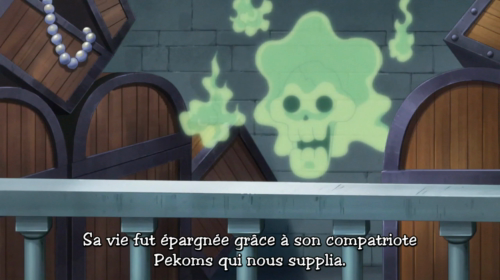 Sa vie fut épargnée grâce à son compatriote
Pekoms qui nous supplia.